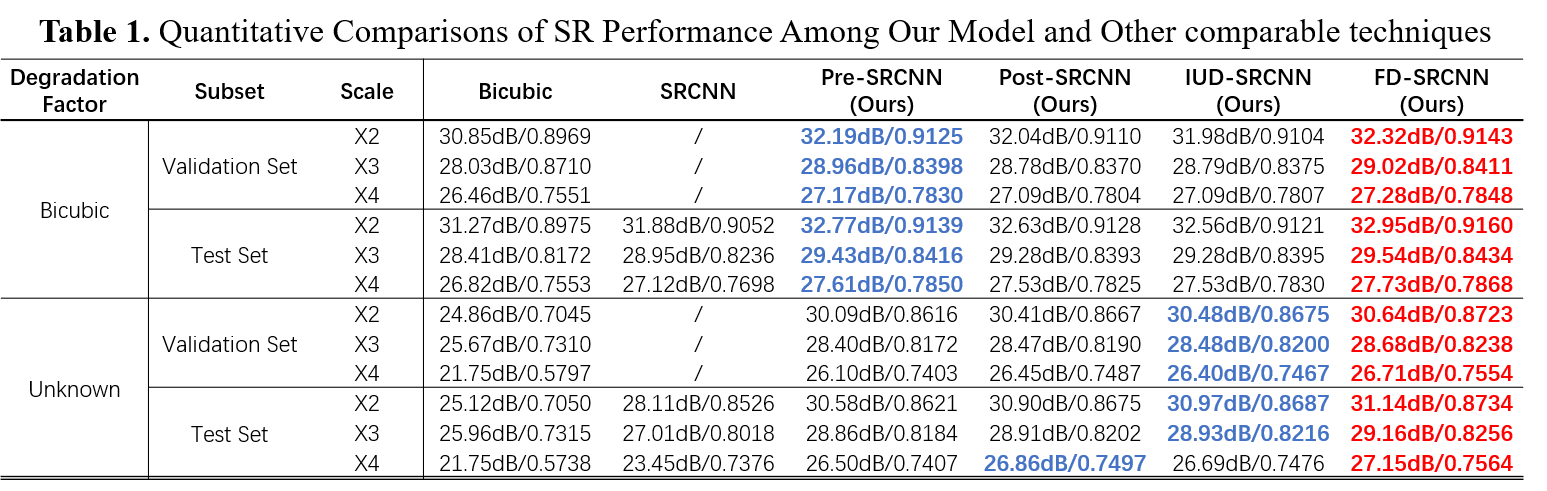 Table 1. Quantitative Comparisons of SR Performance Among Our Model and Other comparable techniques
Degradation Factor Subset Scale Bicubic SRCNN Pre-SRCNN (Ours) Post-SRCNN (Ours) IUD-SRCNN (Ours) FD-SRCNN (Ours)
Bicubic Validation Set X2 30.85dB/0.8969 / 32.19dB/0.9125 32.04dB/0.9110 31.98dB/0.9104 32.32dB/0.9143
X3 28.03dB/0.8710 / 28.96dB/0.8398 28.78dB/0.8370 28.79dB/0.8375 29.02dB/0.8411
X4 26.46dB/0.7551 / 27.17dB/0.7830 27.09dB/0.7804 27.09dB/0.7807 27.28dB/0.7848
Test Set X2 31.27dB/0.8975 31.88dB/0.9052 32.77dB/0.9139 32.63dB/0.9128 32.56dB/0.9121 32.95dB/0.9160
X3 28.41dB/0.8172 28.95dB/0.8236 29.43dB/0.8416 29.28dB/0.8393 29.28dB/0.8395 29.54dB/0.8434
X4 26.82dB/0.7553 27.12dB/0.7698 27.61dB/0.7850 27.53dB/0.7825 27.53dB/0.7830 27.73dB/0.7868
Unknown Validation Set X2 24.86dB/0.7045 / 30.09dB/0.8616 30.41dB/0.8667 30.48dB/0.8675 30.64dB/0.8723
X3 25.67dB/0.7310 / 28.40dB/0.8172 28.47dB/0.8190 28.48dB/0.8200 28.68dB/0.8238
X4 21.75dB/0.5797 / 26.10dB/0.7403 26.45dB/0.7487 26.40dB/0.7467 26.71dB/0.7554
Test Set X2 25.12dB/0.7050 28.11dB/0.8526 30.58dB/0.8621 30.90dB/0.8675 30.97dB/0.8687 31.14dB/0.8734
X3 25.96dB/0.7315 27.01dB/0.8018 28.86dB/0.8184 28.91dB/0.8202 28.93dB/0.8216 29.16dB/0.8256
X4 21.75dB/0.5738 23.45dB/0.7376 26.50dB/0.7407 26.86dB/0.7497 26.69dB/0.7476 27.15dB/0.7564